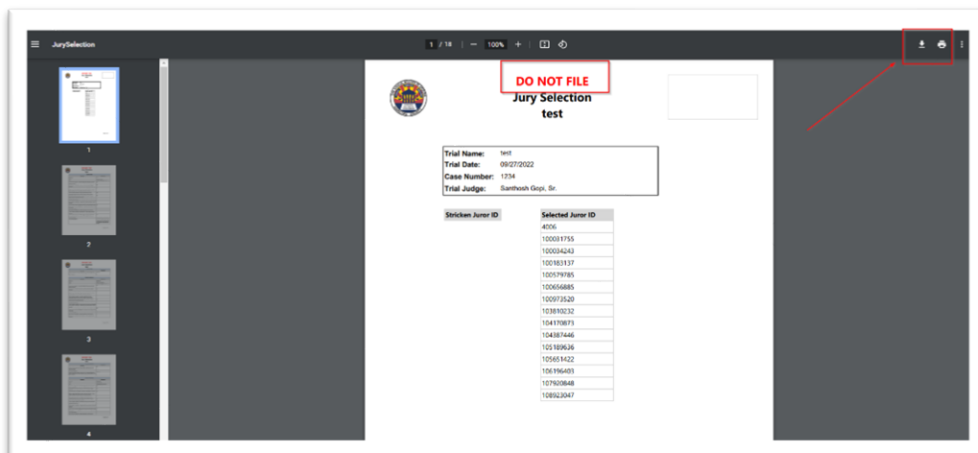 JurySelection
1 / 18 | − 100% +
DO NOT FILE
Jury Selection
test
Trial Name: test
Trial Date: 09/27/2022
Case Number: 1234
Trial Judge: Santhosh Gopi, Sr.
Stricken Juror ID Selected Juror ID
4006
100031755
100034243
100183137
100579785
100656885
100973520
103810232
104170873
104387446
105189636
105651422
106196403
107920848
108923047
1
2
3
4